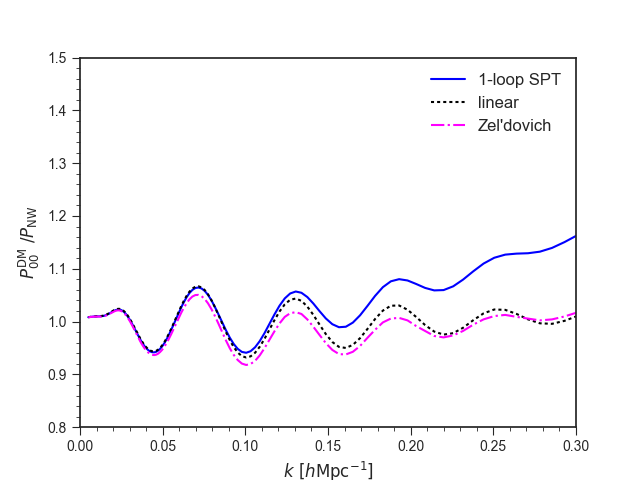 1.5
1.4
1.3
1.2
1.1
1.0
0.9
0.8
0.00 0.05 0.10 0.15 0.20 0.25 0.30
k [hMpc⁻¹]
P₀₀ᴰᴹ /P_NW
1-loop SPT
linear
Zel'dovich